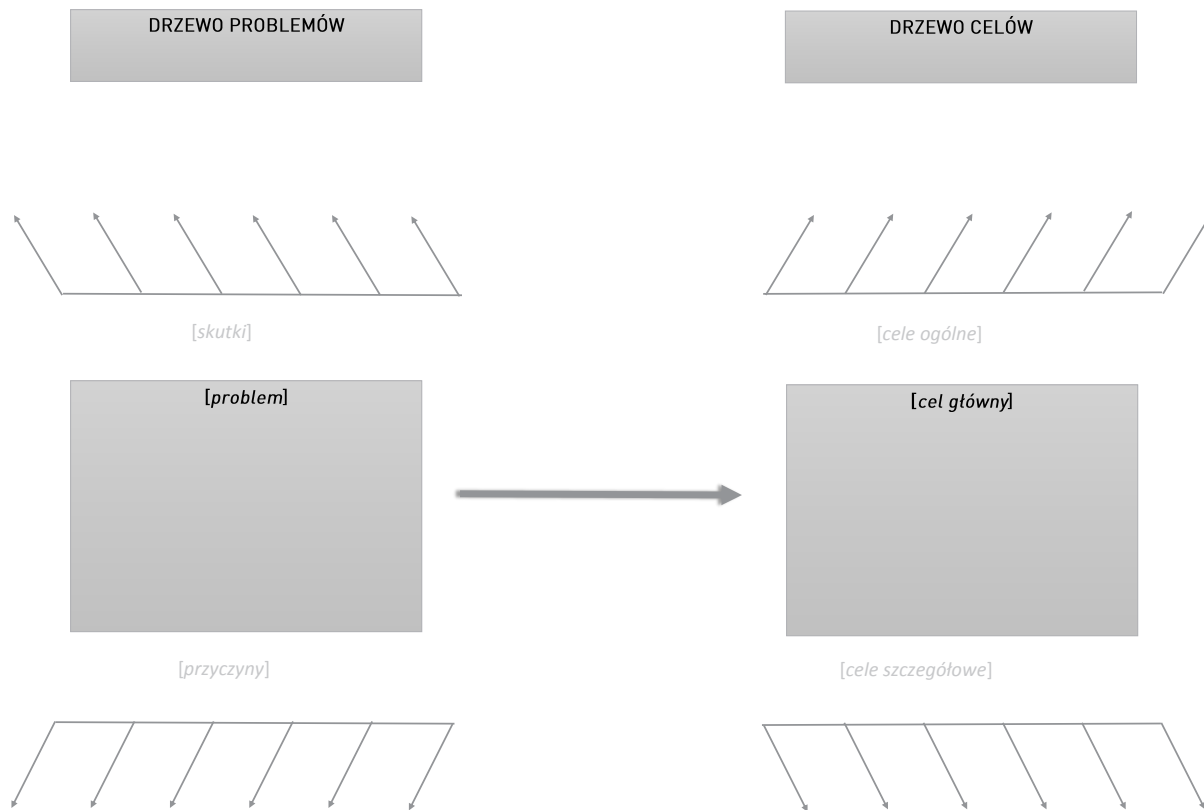 DRZEWO PROBLEMÓW
DRZEWO CELÓW
[skutki]
[cele ogólne]
[problem]
[cel główny]
[przyczyny]
[cele szczegółowe]